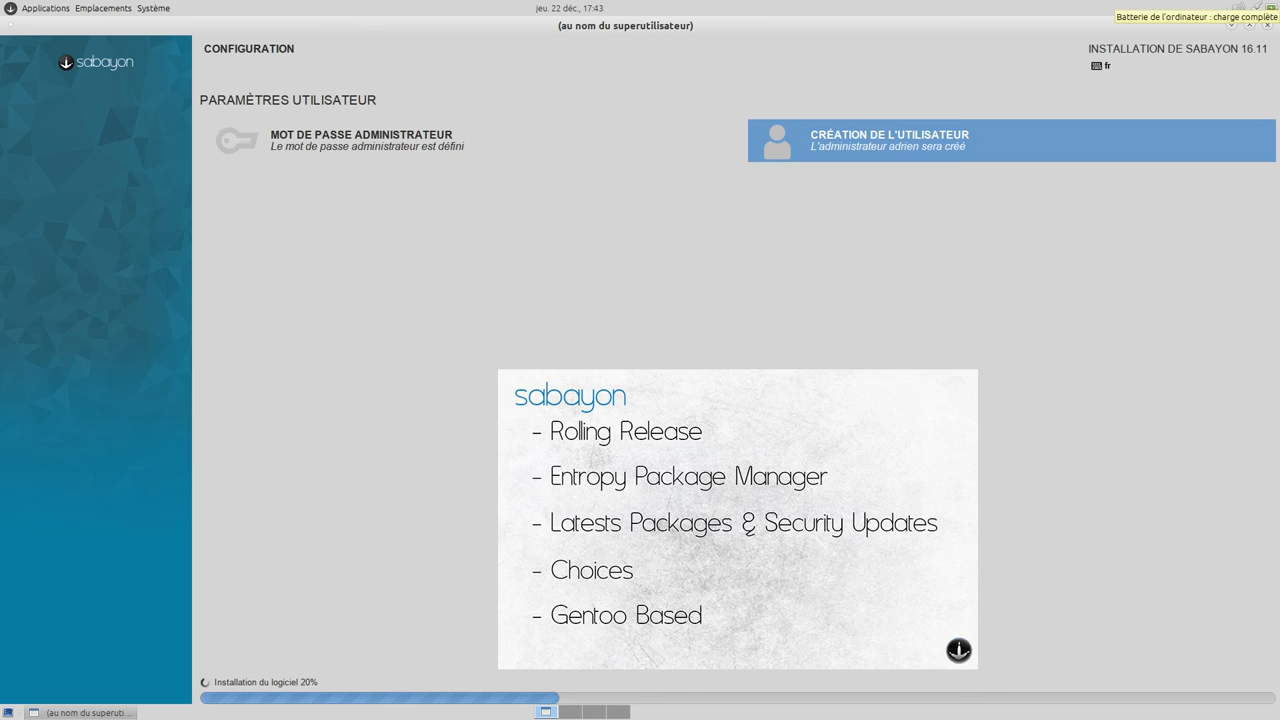 Applications Emplacements Système
jeu. 22 déc., 17:43
Batterie de l'ordinateur : charge complète
(au nom du superutilisateur)
sabayon
CONFIGURATION
INSTALLATION DE SABAYON 16.11
fr
PARAMÈTRES UTILISATEUR
MOT DE PASSE ADMINISTRATEUR
Le mot de passe administrateur est défini
CRÉATION DE L'UTILISATEUR
L'administrateur adrien sera créé
sabayon
- Rolling Release
- Entropy Package Manager
- Latests Packages & Security Updates
- Choices
- Gentoo Based
Installation du logiciel 20%
(au nom du superuti...